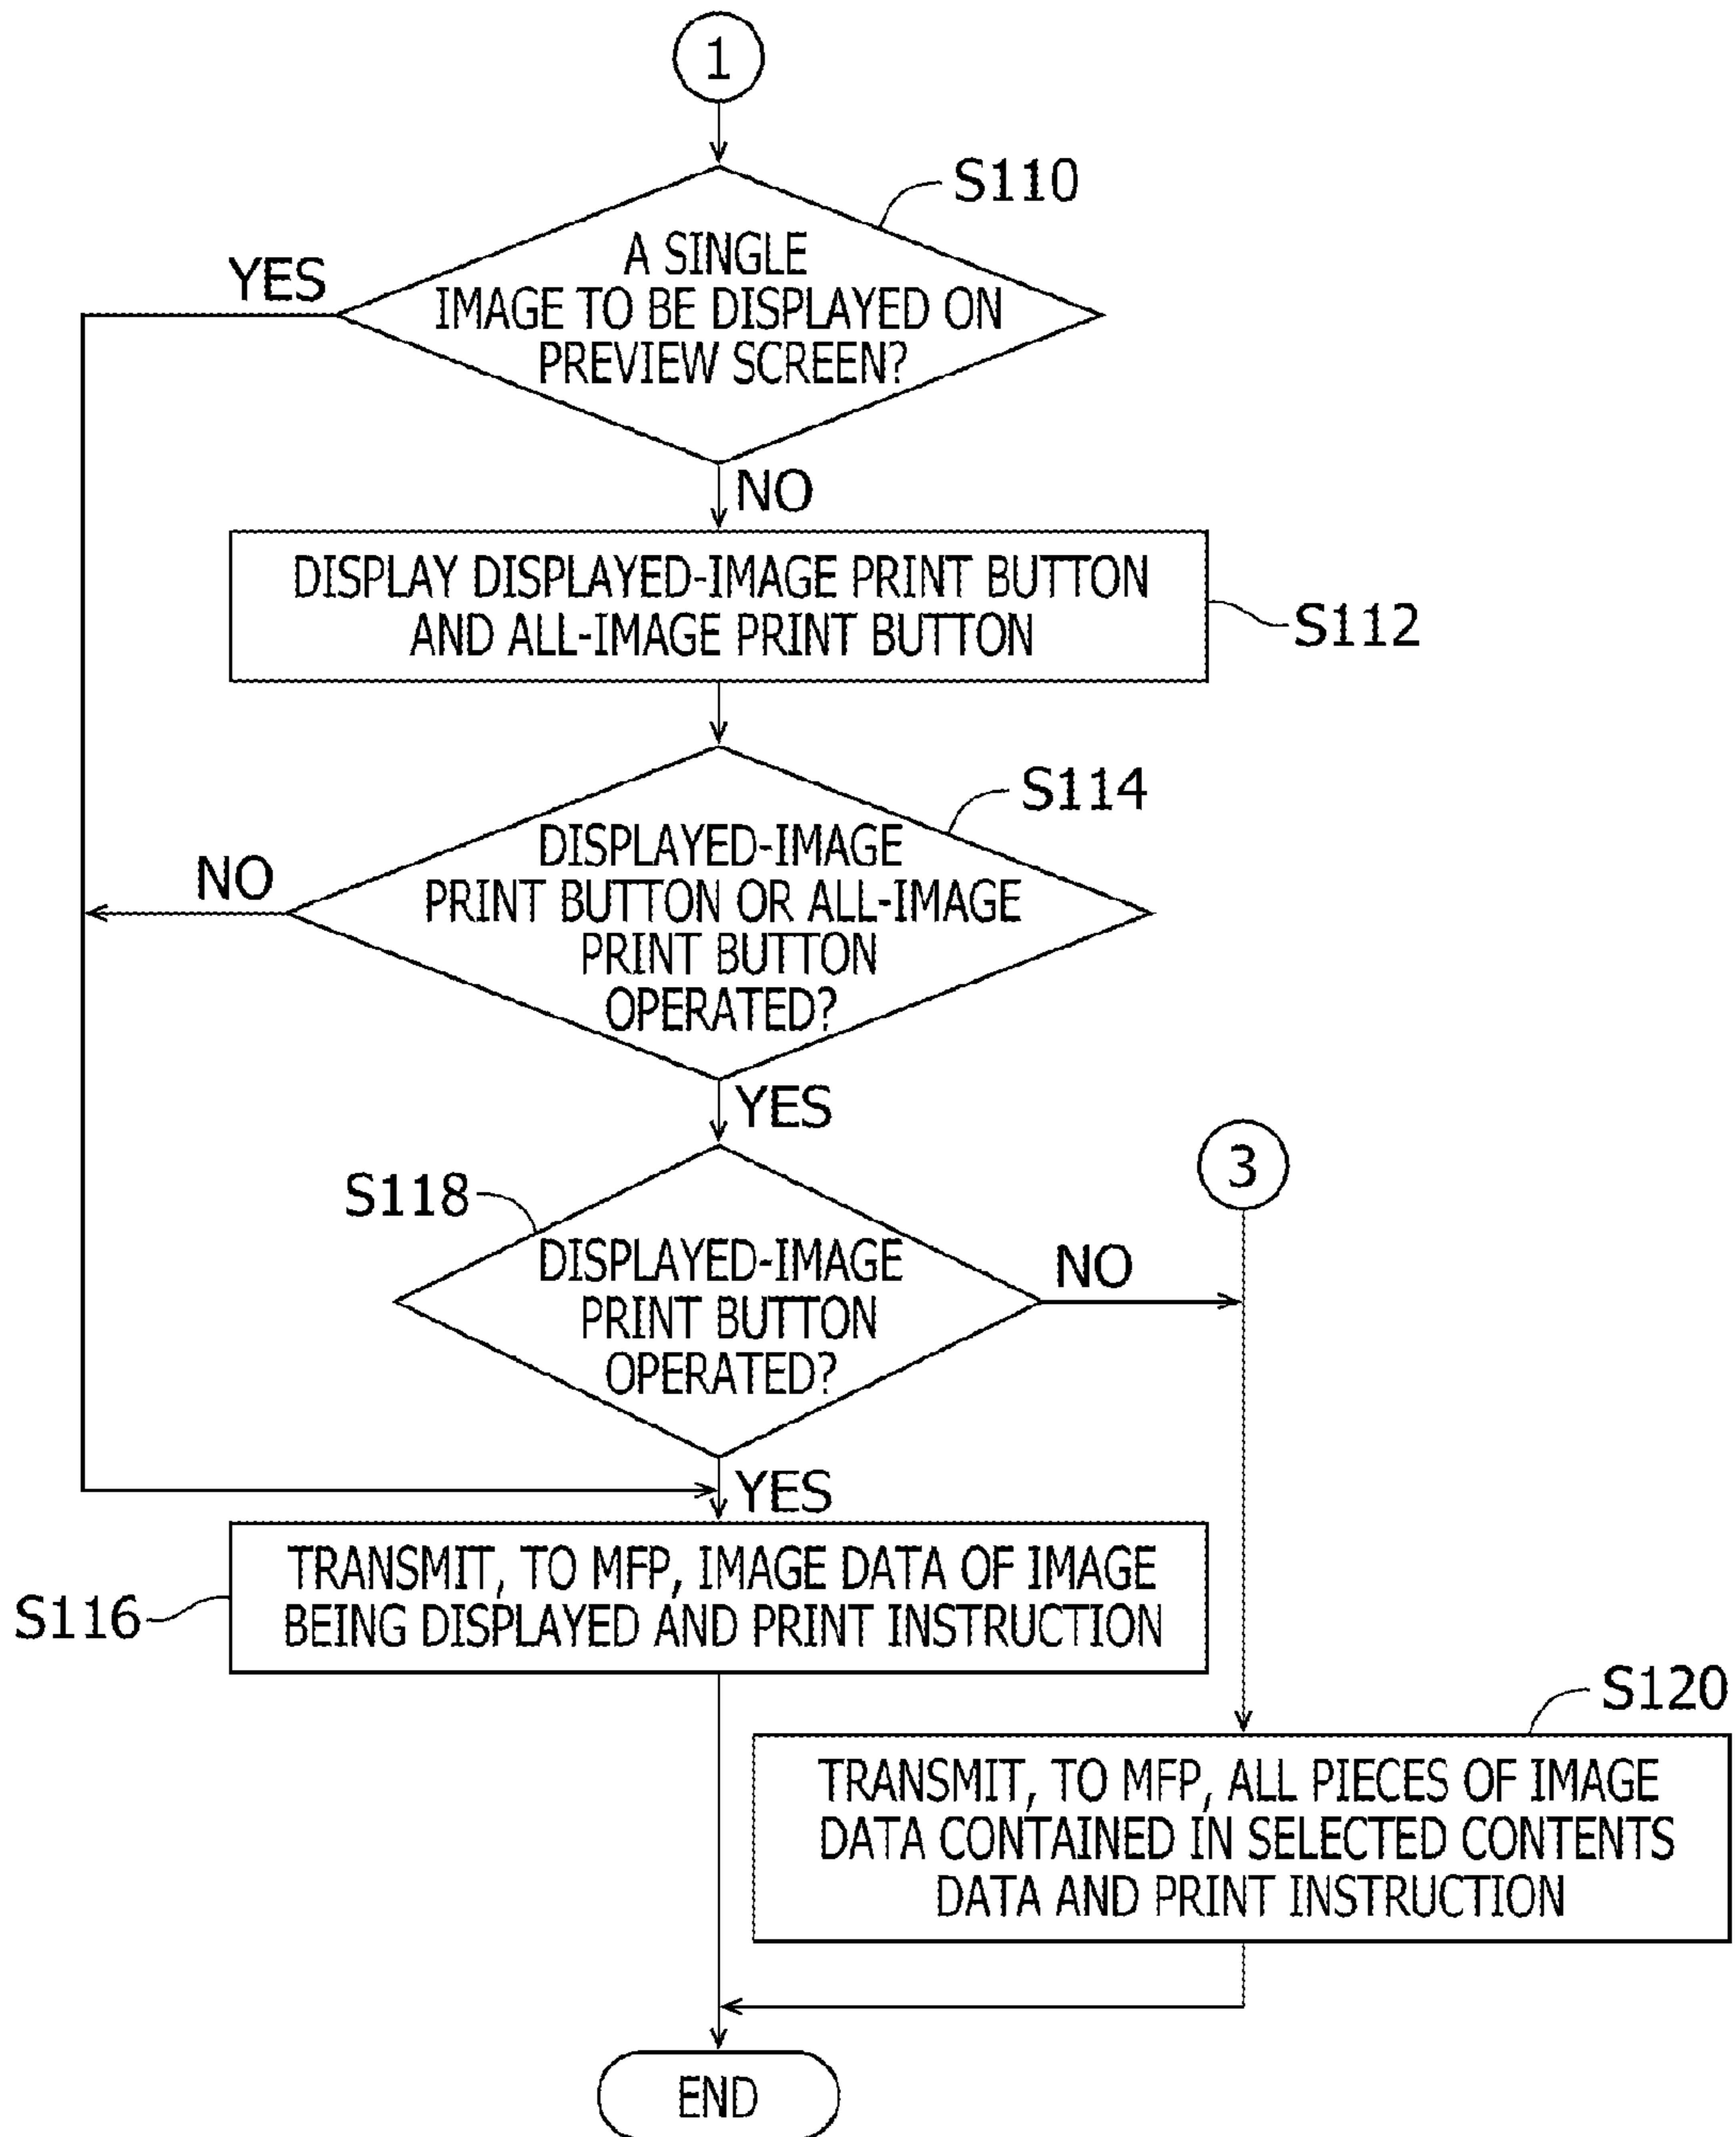 1
S110
A SINGLE
IMAGE TO BE DISPLAYED ON
PREVIEW SCREEN?
YES
NO
DISPLAY DISPLAYED-IMAGE PRINT BUTTON
AND ALL-IMAGE PRINT BUTTON
S112
S114
DISPLAYED-IMAGE
PRINT BUTTON OR ALL-IMAGE
PRINT BUTTON
OPERATED?
NO
YES
3
S118
DISPLAYED-IMAGE
PRINT BUTTON
OPERATED?
NO
YES
TRANSMIT, TO MFP, IMAGE DATA OF IMAGE
BEING DISPLAYED AND PRINT INSTRUCTION
S116
S120
TRANSMIT, TO MFP, ALL PIECES OF IMAGE
DATA CONTAINED IN SELECTED CONTENTS
DATA AND PRINT INSTRUCTION
END